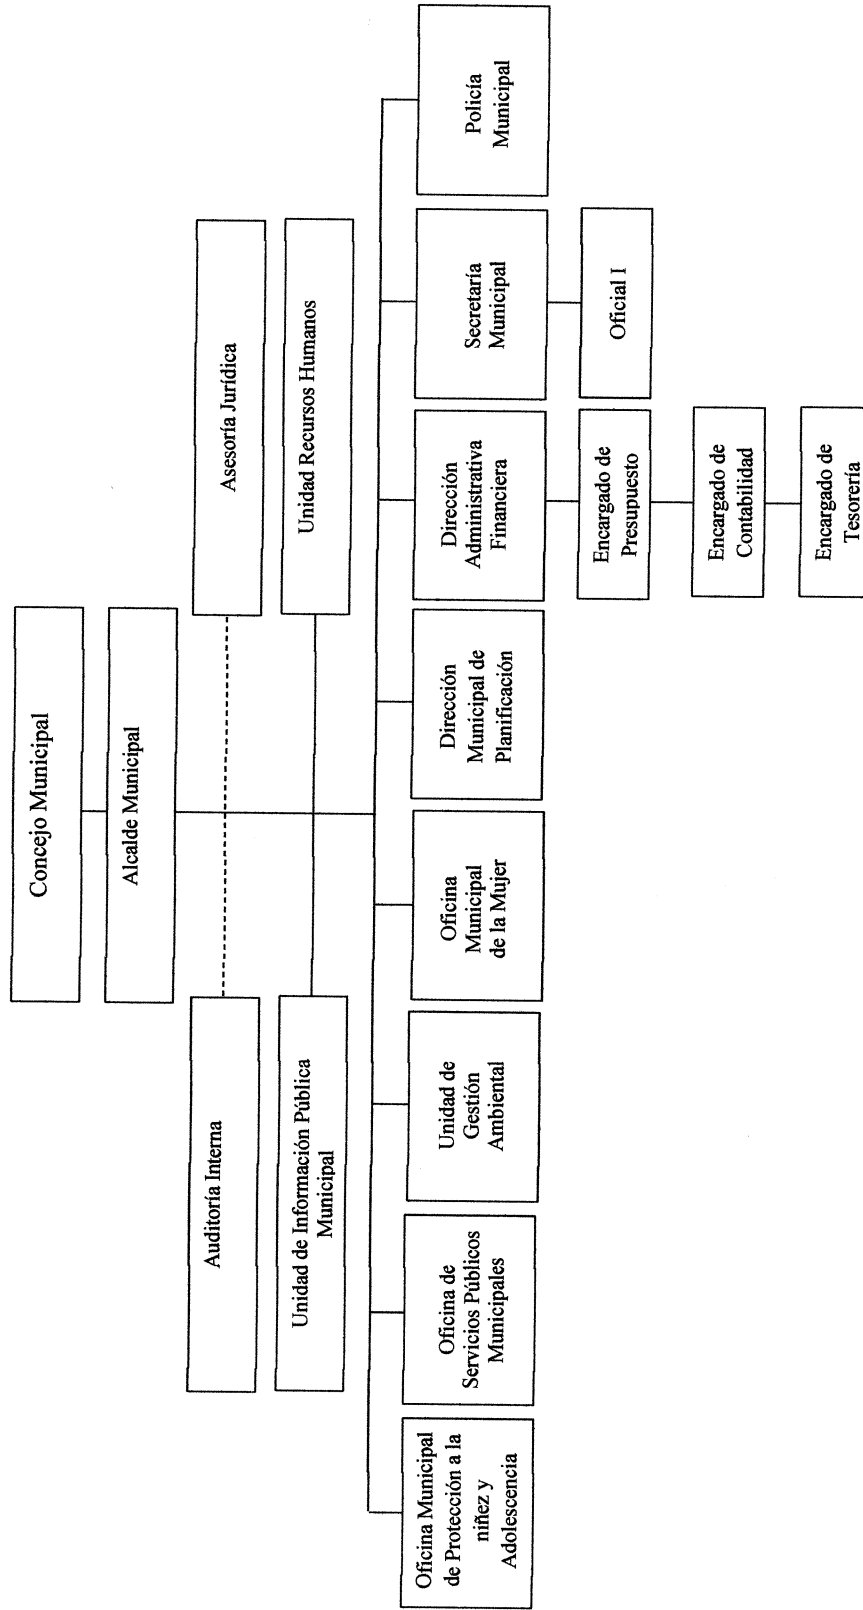 Concejo Municipal
Alcalde Municipal
Auditoría Interna
Asesoría Jurídica
Unidad de Información Pública
Municipal
Unidad Recursos Humanos
Oficina Municipal
de Protección a la
niñez y
Adolescencia
Oficina de
Servicios Públicos
Municipales
Unidad de
Gestión
Ambiental
Oficina
Municipal
de la Mujer
Dirección
Municipal de
Planificación
Dirección
Administrativa
Financiera
Secretaría
Municipal
Policía
Municipal
Encargado de
Presupuesto
Oficial I
Encargado de
Contabilidad
Encargado de
Tesorería